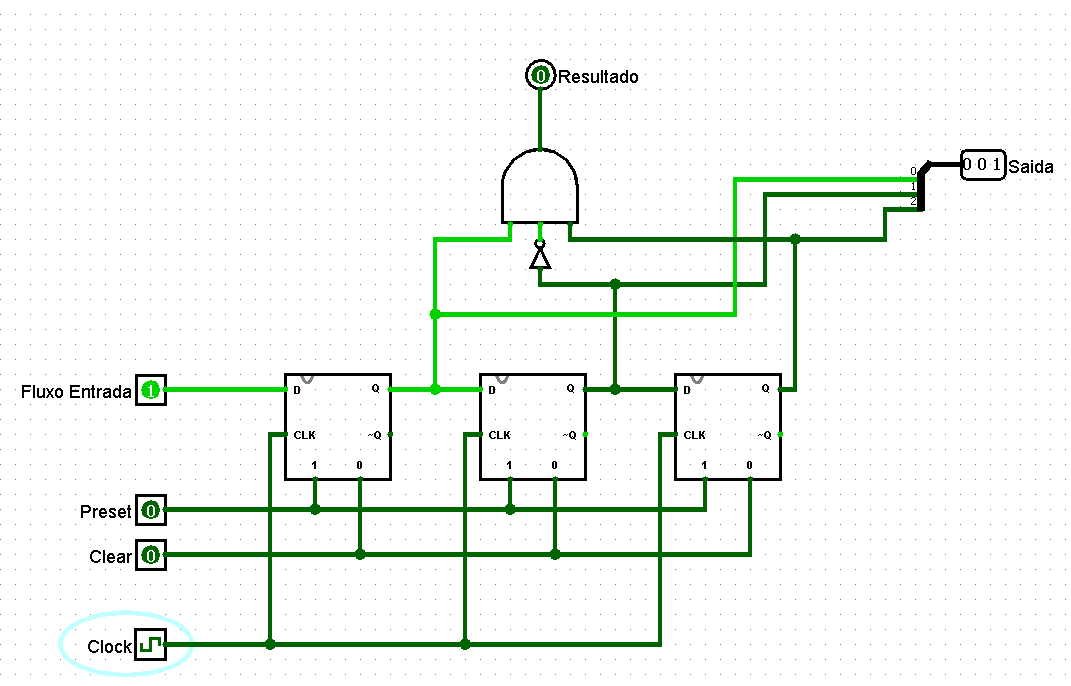 0 Resultado
0
1
2
0 0 1 Saida
Fluxo Entrada 1
D Q
CLK ~Q
1 0
D Q
CLK ~Q
1 0
D Q
CLK ~Q
1 0
Preset 0
Clear 0
Clock